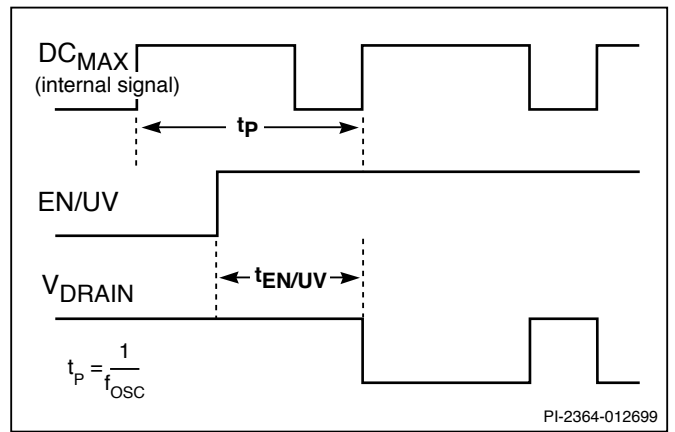 DCMAX
(internal signal)
tP
EN/UV
tEN/UV
VDRAIN
tP = 1
fOSC
PI-2364-012699